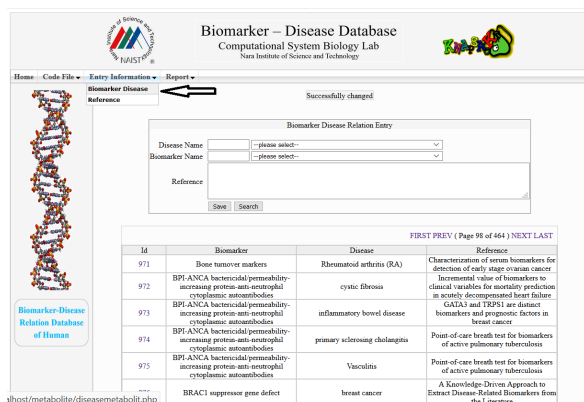 of Science and Technology
NAIST®
Biomarker – Disease Database
Computational System Biology Lab
Nara Institute of Science and Technology
KNApSAcK
Home Code File Entry Information Report
Biomarker Disease
Reference
Successfully changed
Biomarker Disease Relation Entry
Disease Name --please select--
Biomarker Name --please select--
Reference
Save Search
FIRST PREV ( Page 98 of 464 ) NEXT LAST
Id Biomarker Disease Reference
971 Bone turnover markers Rheumatoid arthritis (RA) Characterization of serum biomarkers for
detection of early stage ovarian cancer
972 BPI-ANCA bactericidal/permeability-
increasing protein-anti-neutrophil
cytoplasmic autoantibodies
cystic fibrosis
Incremental value of biomarkers to
clinical variables for mortality prediction
in acutely decompensated heart failure
973 BPI-ANCA bactericidal/permeability-
increasing protein-anti-neutrophil
cytoplasmic autoantibodies
inflammatory bowel disease
GATA3 and TRPS1 are distinct
biomarkers and prognostic factors in
breast cancer
974 BPI-ANCA bactericidal/permeability-
increasing protein-anti-neutrophil
cytoplasmic autoantibodies
primary sclerosing cholangitis
Point-of-care breath test for biomarkers
of active pulmonary tuberculosis
975 BPI-ANCA bactericidal/permeability-
increasing protein-anti-neutrophil
cytoplasmic autoantibodies
Vasculitis
Point-of-care breath test for biomarkers
of active pulmonary tuberculosis
976 BRAC1 suppressor gene defect breast cancer
A Knowledge-Driven Approach to
Extract Disease-Related Biomarkers from
the Literature
Biomarker-Disease
Relation Database
of Human
lhost/metabolite/diseasemetabolit.php